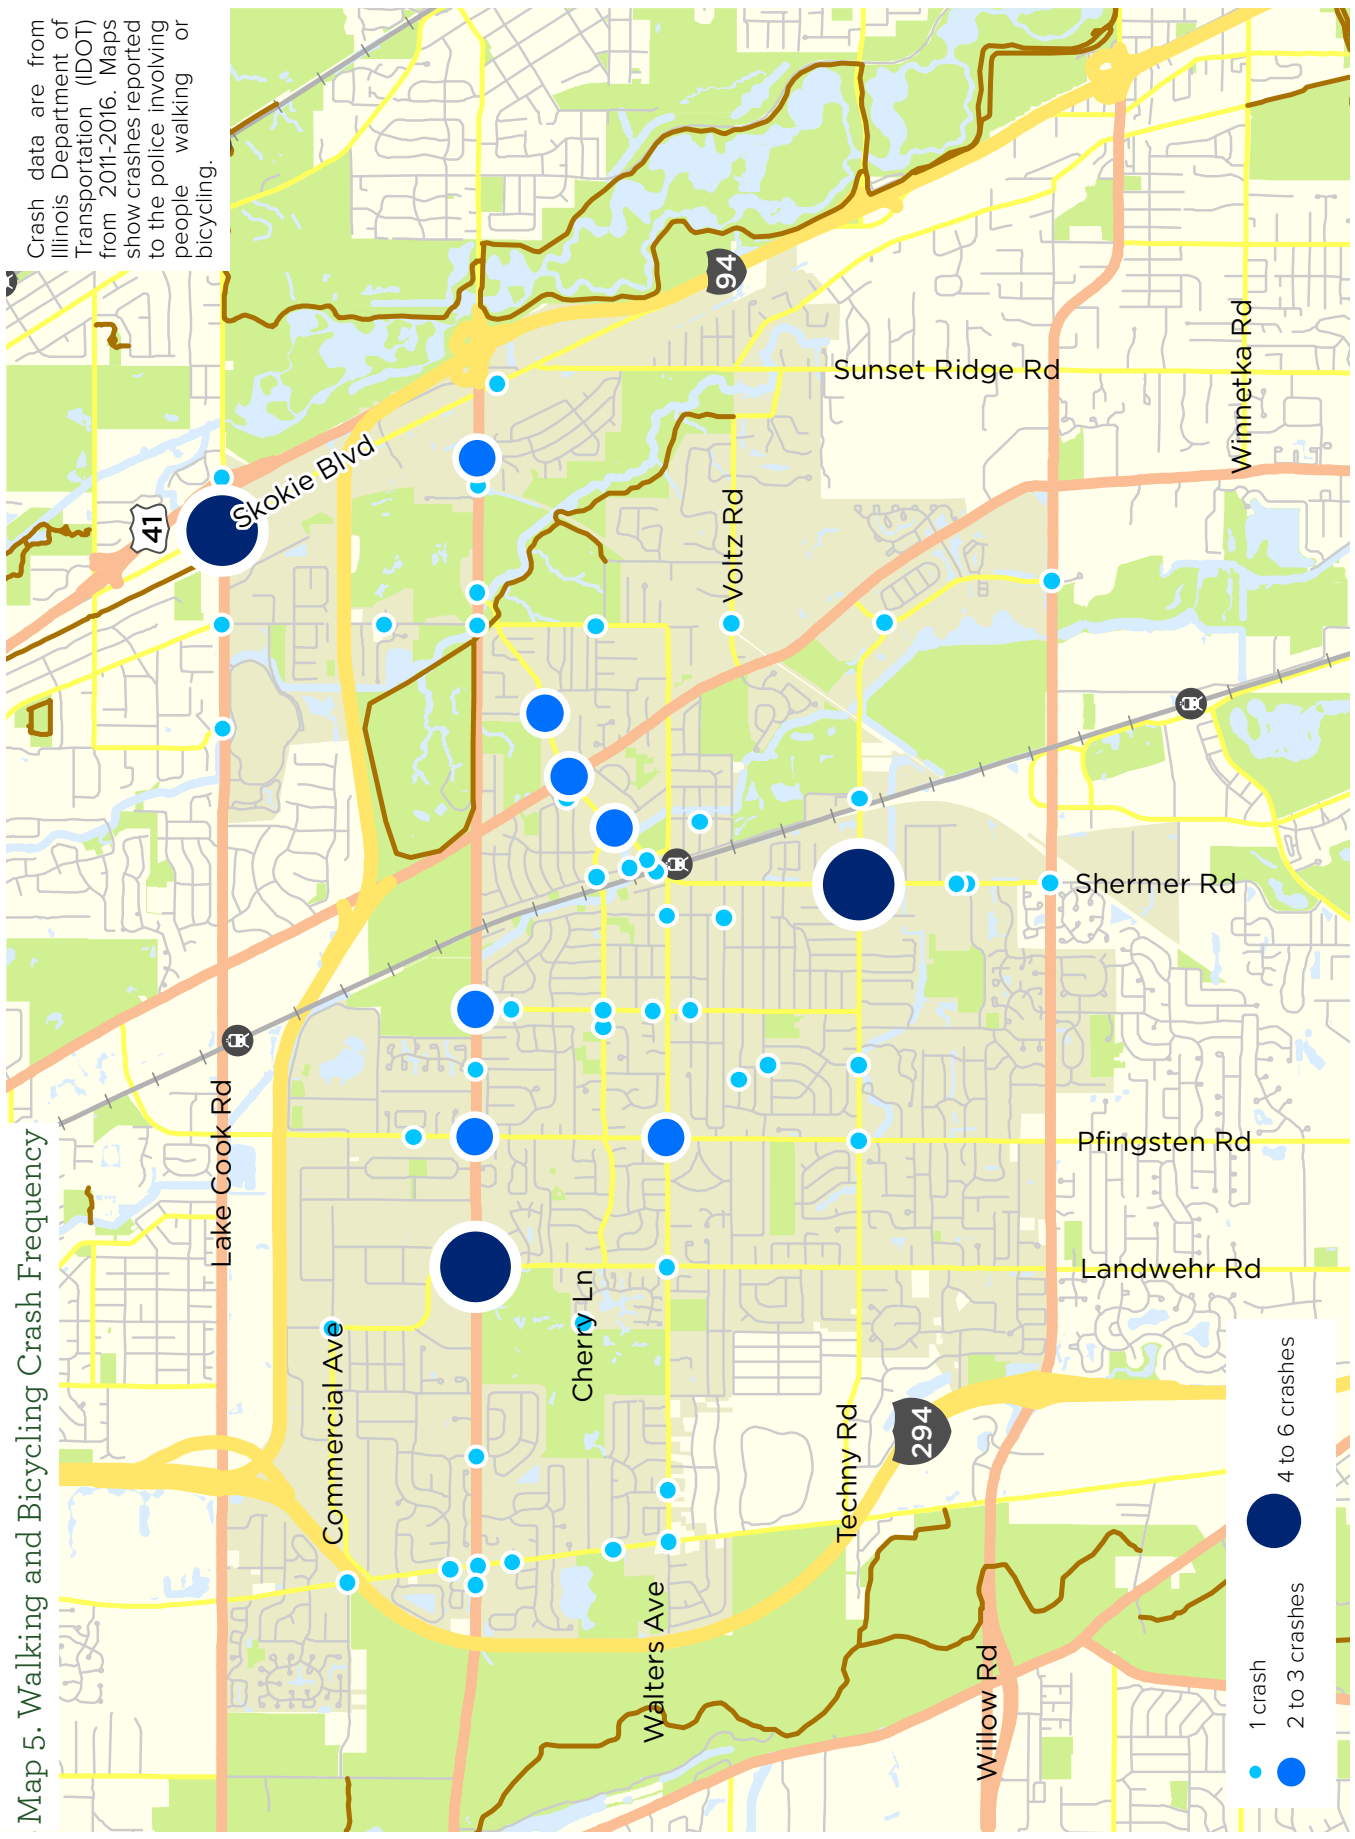 Map 5. Walking and Bicycling Crash Frequency
Crash data are from
Illinois Department of
Transportation (IDOT)
from 2011-2016. Maps
show crashes reported
to the police involving
people walking or
bicycling.
41
Skokie Blvd
94
Lake Cook Rd
Commercial Ave
Cherry Ln
Walters Ave
Voltz Rd
Techny Rd
294
Willow Rd
Winnetka Rd
Sunset Ridge Rd
Shermer Rd
Pfingsten Rd
Landwehr Rd
1 crash
2 to 3 crashes
4 to 6 crashes